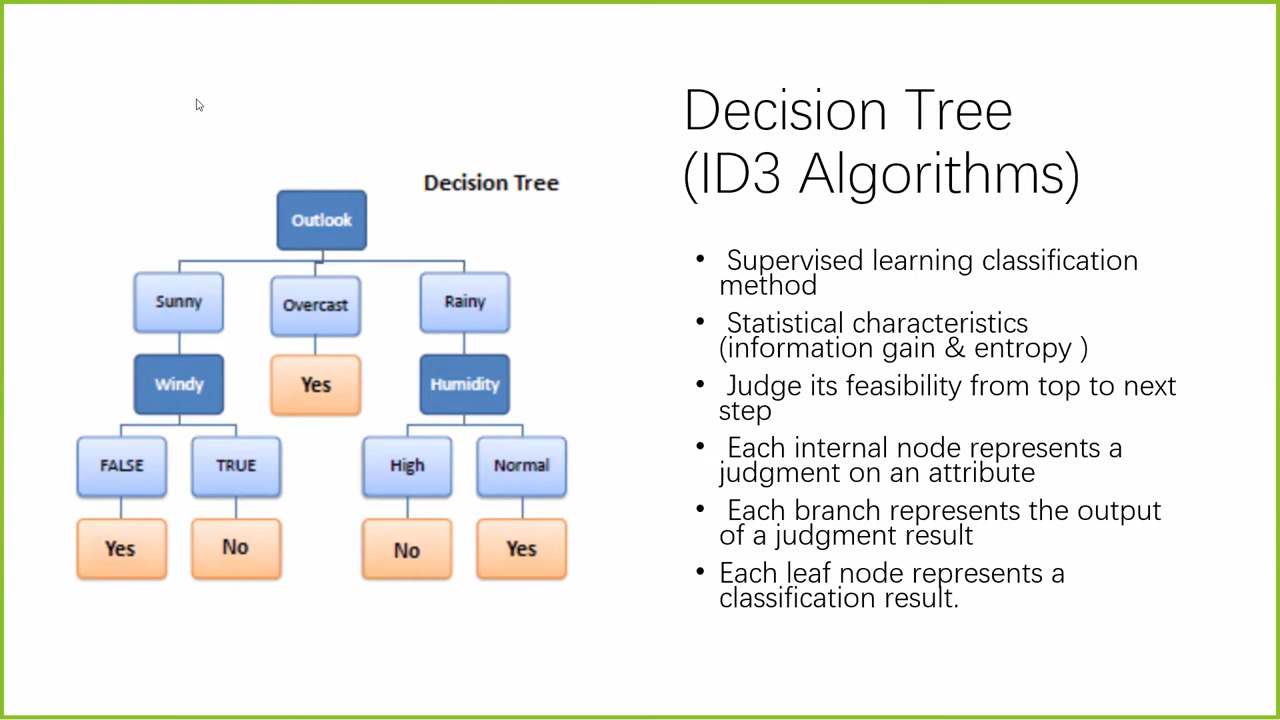 Decision Tree
(ID3 Algorithms)
Decision Tree
Outlook
Sunny
Overcast
Rainy
Windy
Yes
Humidity
FALSE
TRUE
High
Normal
Yes
No
No
Yes
• Supervised learning classification
method
• Statistical characteristics
(information gain & entropy )
• Judge its feasibility from top to next
step
• Each internal node represents a
judgment on an attribute
• Each branch represents the output
of a judgment result
• Each leaf node represents a
classification result.